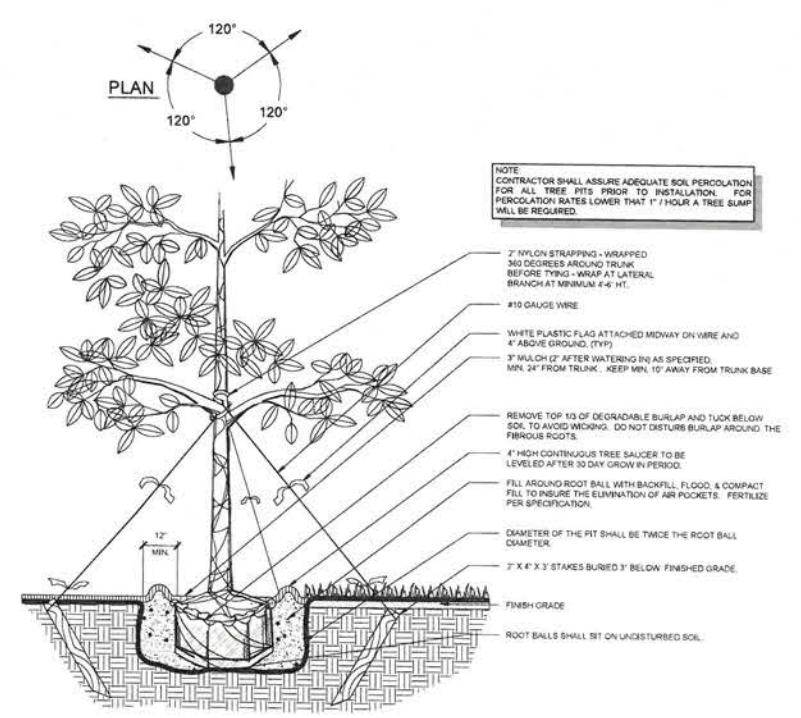 120°
PLAN
120°
120°
NOTE:
CONTRACTOR SHALL ASSURE ADEQUATE SOIL PERCOLATION
FOR ALL TREE PITS PRIOR TO INSTALLATION. FOR
PERCOLATION RATES LOWER THAT 1" / HOUR A TREE SUMP
WILL BE REQUIRED.
2" NYLON STRAPPING - WRAPPED
360 DEGREES AROUND TRUNK
BEFORE TYING - WRAP AT LATERAL
BRANCH AT MINIMUM 4'-6' HT.
#10 GAUGE WIRE
WHITE PLASTIC FLAG ATTACHED MIDWAY ON WIRE AND
4" ABOVE GROUND, (TYP)
3" MULCH (2" AFTER WATERING IN) AS SPECIFIED,
MIN. 24" FROM TRUNK. KEEP MIN. 10" AWAY FROM TRUNK BASE
REMOVE TOP 1/3 OF DEGRADABLE BURLAP AND TUCK BELOW
SOIL TO AVOID WICKING. DO NOT DISTURB BURLAP AROUND THE
FIBROUS ROOTS.
4" HIGH CONTINUOUS TREE SAUCER TO BE
LEVELED AFTER 30 DAY GROW IN PERIOD.
FILL AROUND ROOT BALL WITH BACKFILL, FLOOD, & COMPACT
FILL TO INSURE THE ELIMINATION OF AIR POCKETS. FERTILIZE
PER SPECIFICATION.
12"
MIN.
DIAMETER OF THE PIT SHALL BE TWICE THE ROOT BALL
DIAMETER.
2" X 4" X 3' STAKES BURIED 3" BELOW FINISHED GRADE.
FINISH GRADE
ROOT BALLS SHALL SIT ON UNDISTURBED SOIL.